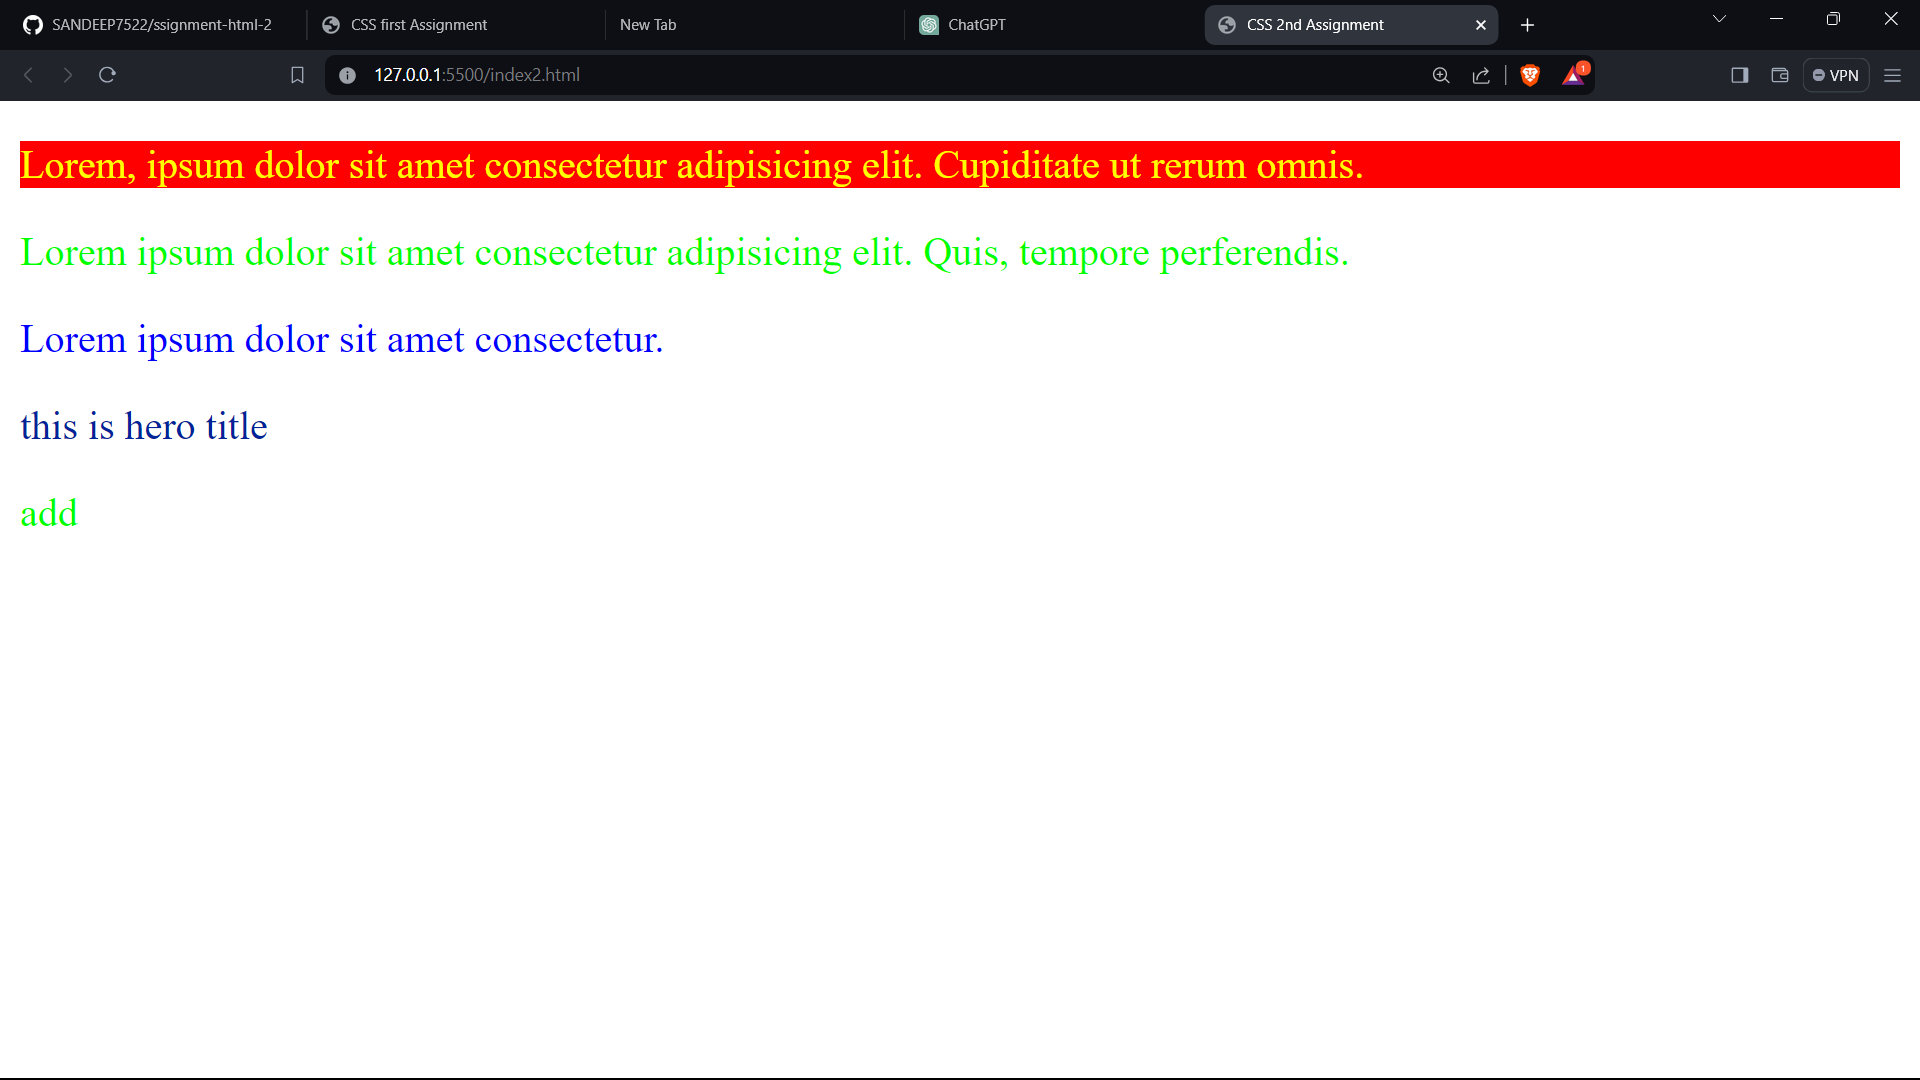 SANDEEP7522/ssignment-html-2
CSS first Assignment
New Tab
ChatGPT
CSS 2nd Assignment
127.0.0.1:5500/index2.html
1
VPN
Lorem, ipsum dolor sit amet consectetur adipisicing elit. Cupiditate ut rerum omnis.
Lorem ipsum dolor sit amet consectetur adipisicing elit. Quis, tempore perferendis.
Lorem ipsum dolor sit amet consectetur.
this is hero title
add